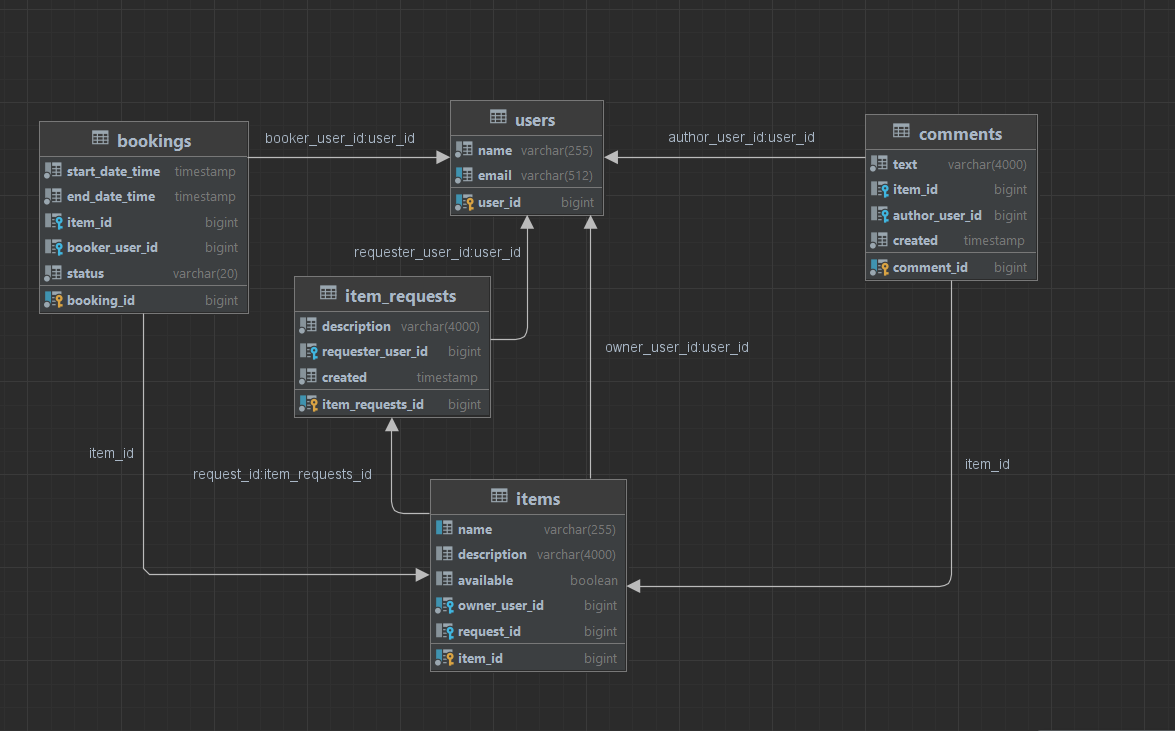 bookings
start_date_time timestamp
end_date_time timestamp
item_id bigint
booker_user_id bigint
status varchar(20)
booking_id bigint
booker_user_id:user_id
users
name varchar(255)
email varchar(512)
user_id bigint
author_user_id:user_id
comments
text varchar(4000)
item_id bigint
author_user_id bigint
created timestamp
comment_id bigint
requester_user_id:user_id
item_requests
description varchar(4000)
requester_user_id bigint
created timestamp
item_requests_id bigint
owner_user_id:user_id
item_id
request_id:item_requests_id
item_id
items
name varchar(255)
description varchar(4000)
available boolean
owner_user_id bigint
request_id bigint
item_id bigint